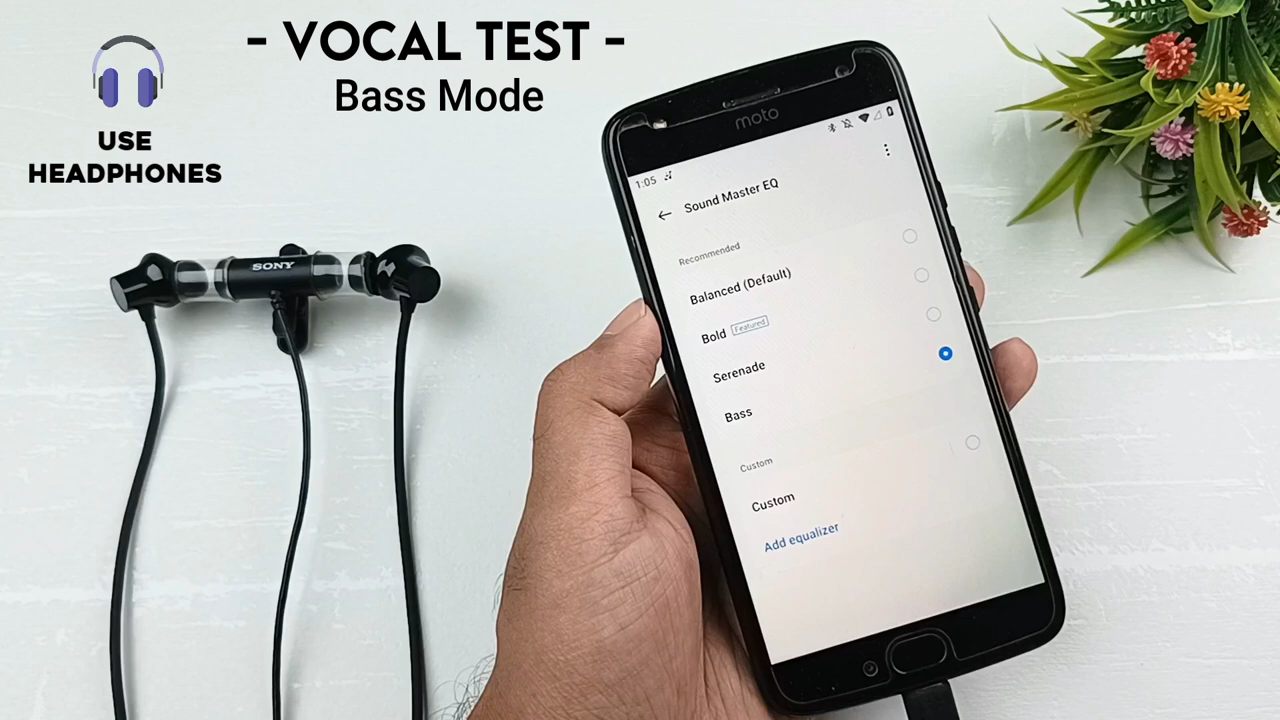 - VOCAL TEST -
Bass Mode
USE
HEADPHONES
SONY
moto
1:05
Sound Master EQ
Recommended
Balanced (Default)
Bold Featured
Serenade
Bass
Custom
Custom
Add equalizer